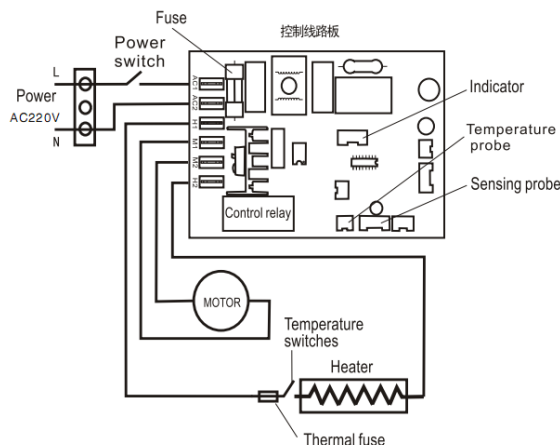 Fuse
控制线路板
Power
switch
L
Power
AC220V
N
AC1
AC2
H1
M1
M2
H2
Indicator
Temperature
probe
Sensing probe
Control relay
MOTOR
Temperature
switches
Heater
Thermal fuse